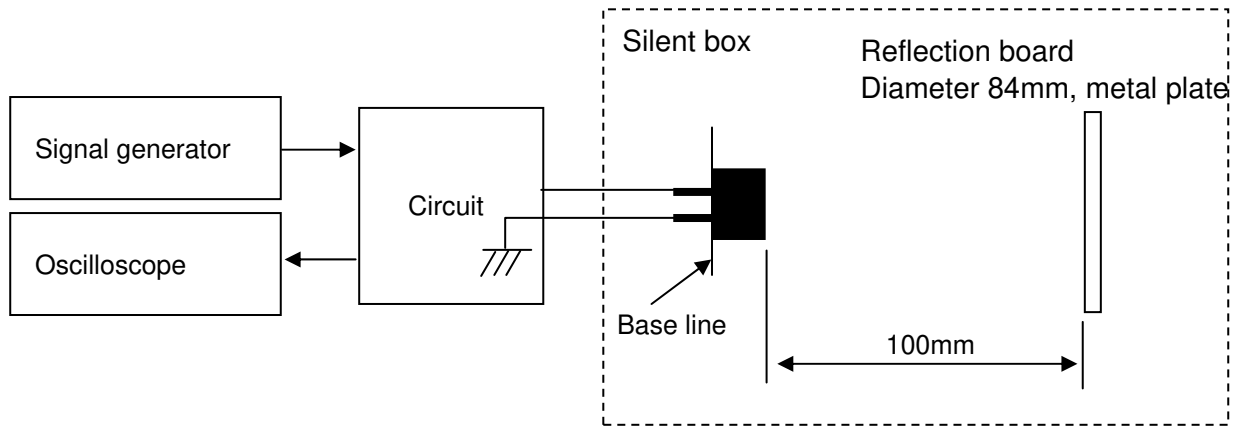 Silent box
Reflection board
Diameter 84mm, metal plate
Signal generator
Circuit
Oscilloscope
Base line
100mm